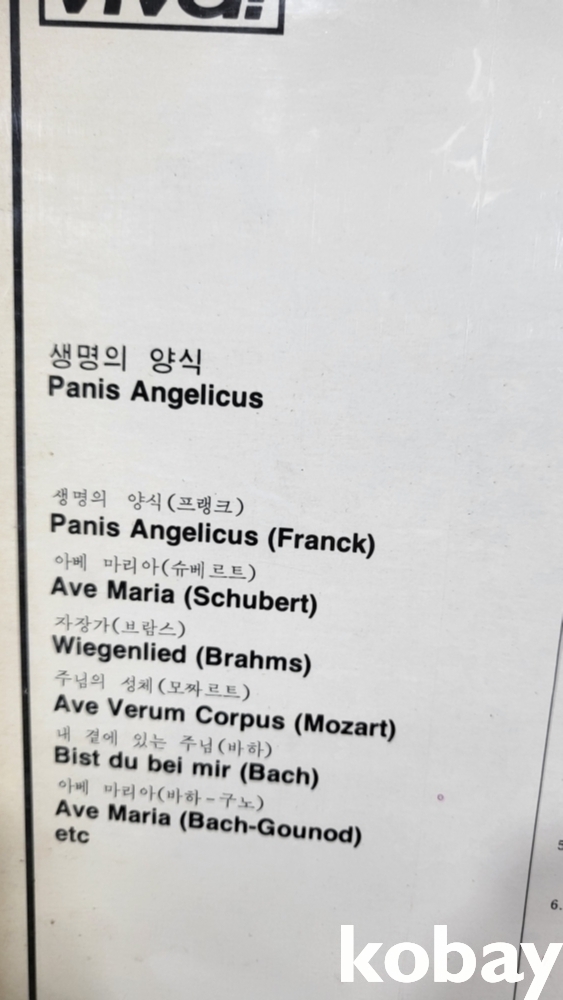 viva!
생명의 양식
Panis Angelicus
생명의 양식(프랭크)
Panis Angelicus (Franck)
아베 마리아(슈베르트)
Ave Maria (Schubert)
자장가(브람스)
Wiegenlied (Brahms)
주님의 성체(모짜르트)
Ave Verum Corpus (Mozart)
내 곁에 있는 주님(바하)
Bist du bei mir (Bach)
아베 마리아(바하-구노)
Ave Maria (Bach-Gounod)
etc
5
6.
kobay